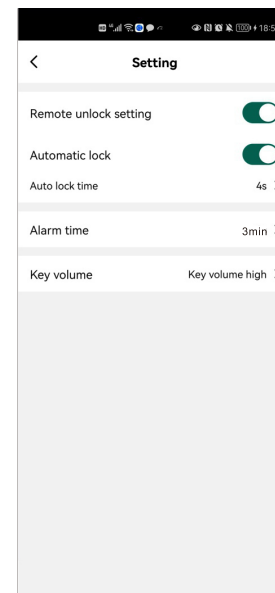 100 18:5
Setting
Remote unlock setting
Automatic lock
Auto lock time 4s
Alarm time 3min
Key volume Key volume high